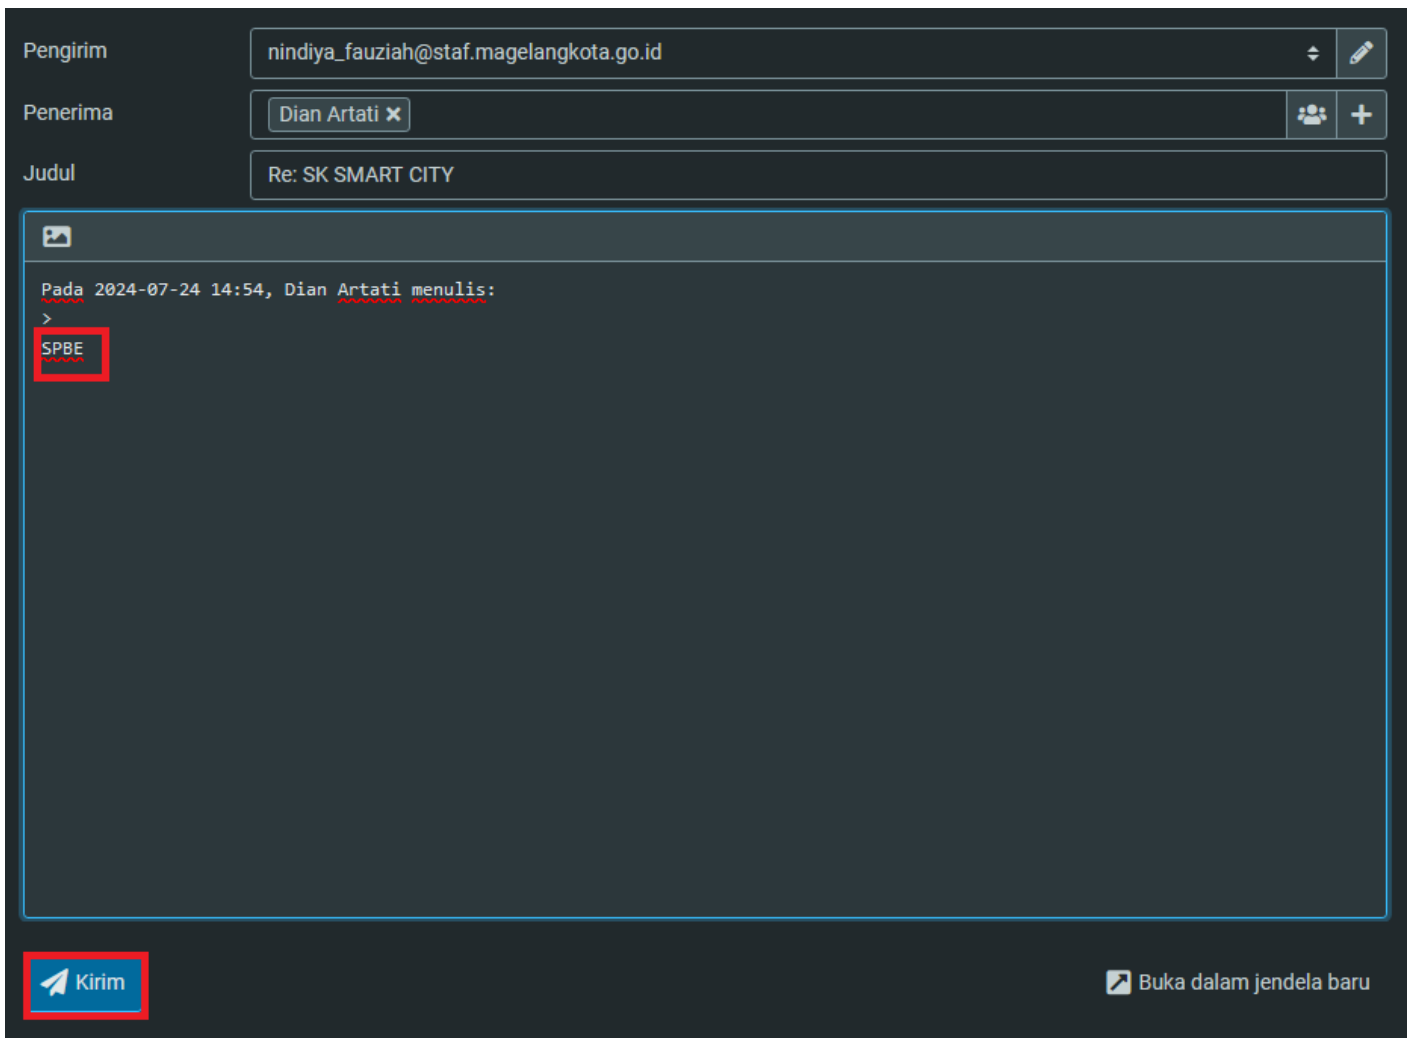 Pengirim
nindiya_fauziah@staf.magelangkota.go.id
Penerima
Dian Artati
Judul
Re: SK SMART CITY
Pada 2024-07-24 14:54, Dian Artati menulis:
>
SPBE
Kirim
Buka dalam jendela baru